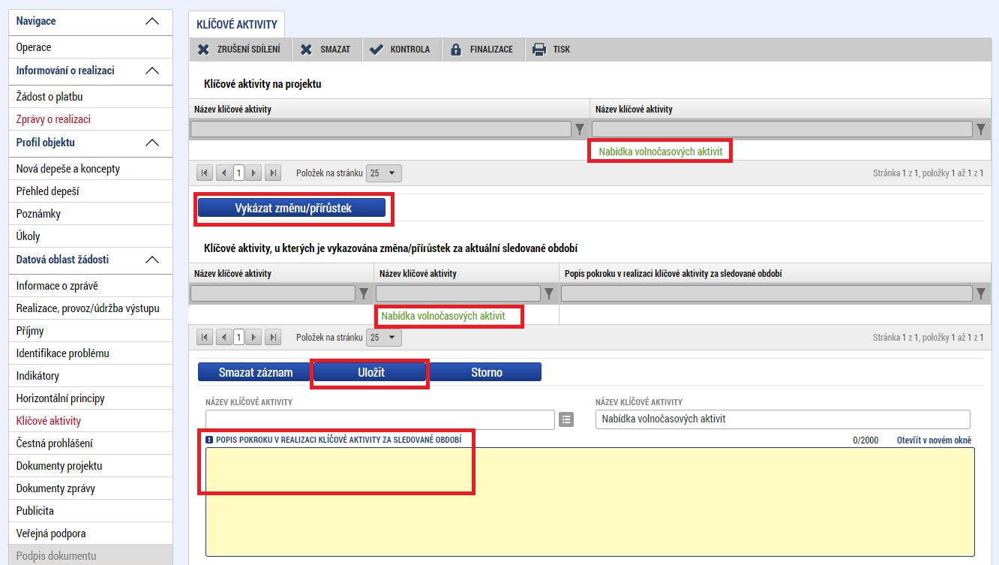 Navigace
Operace
Informování o realizaci
Žádost o platbu
Zprávy o realizaci
Profil objektu
Nová depeše a koncepty
Přehled depeší
Poznámky
Úkoly
Datová oblast žádosti
Informace o zprávě
Realizace, provoz/údržba výstupu
Příjmy
Identifikace problému
Indikátory
Horizontální principy
Klíčové aktivity
Čestná prohlášení
Dokumenty projektu
Dokumenty zprávy
Publicita
Veřejná podpora
Podpis dokumentu
KLÍČOVÉ AKTIVITY
ZRUŠENÍ SDÍLENÍ SMAZAT KONTROLA FINALIZACE TISK
Klíčové aktivity na projektu
Název klíčové aktivity Název klíčové aktivity
Nabídka volnočasových aktivit
1 Položek na stránku 25 Stránka 1 z 1, položky 1 až 1 z 1
Vykázat změnu/přírůstek
Klíčové aktivity, u kterých je vykazována změna/přírůstek za aktuální sledované období
Název klíčové aktivity Název klíčové aktivity Popis pokroku v realizaci klíčové aktivity za sledované období
Nabídka volnočasových aktivit
1 Položek na stránku 25 Stránka 1 z 1, položky 1 až 1 z 1
Smazat záznam Uložit Storno
NÁZEV KLÍČOVÉ AKTIVITY NÁZEV KLÍČOVÉ AKTIVITY
Nabídka volnočasových aktivit
POPIS POKROKU V REALIZACI KLÍČOVÉ AKTIVITY ZA SLEDOVANÉ OBDOBÍ 0/2000 Otevřít v novém okně